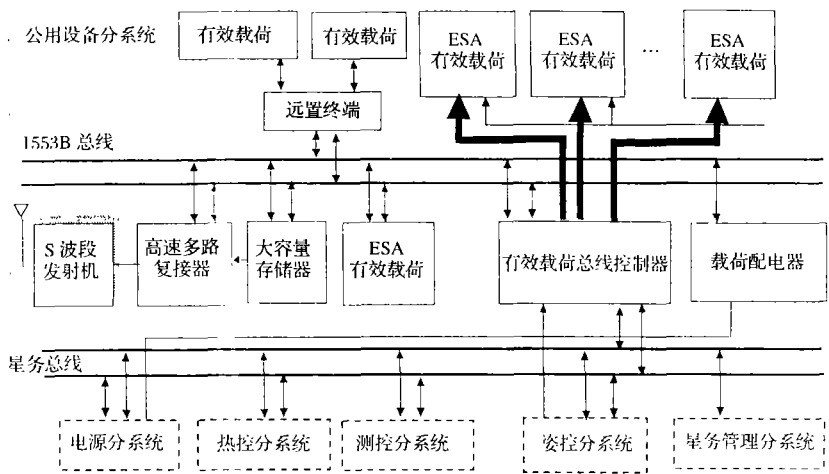 公用设备分系统
有效载荷
有效载荷
ESA
有效载荷
ESA
有效载荷
...
ESA
有效载荷
远置终端
1553B 总线
S 波段
发射机
高速多路
复接器
大容量
存储器
ESA
有效载荷
有效载荷总线控制器
载荷配电器
星务总线
电源分系统
热控分系统
测控分系统
姿控分系统
星务管理分系统